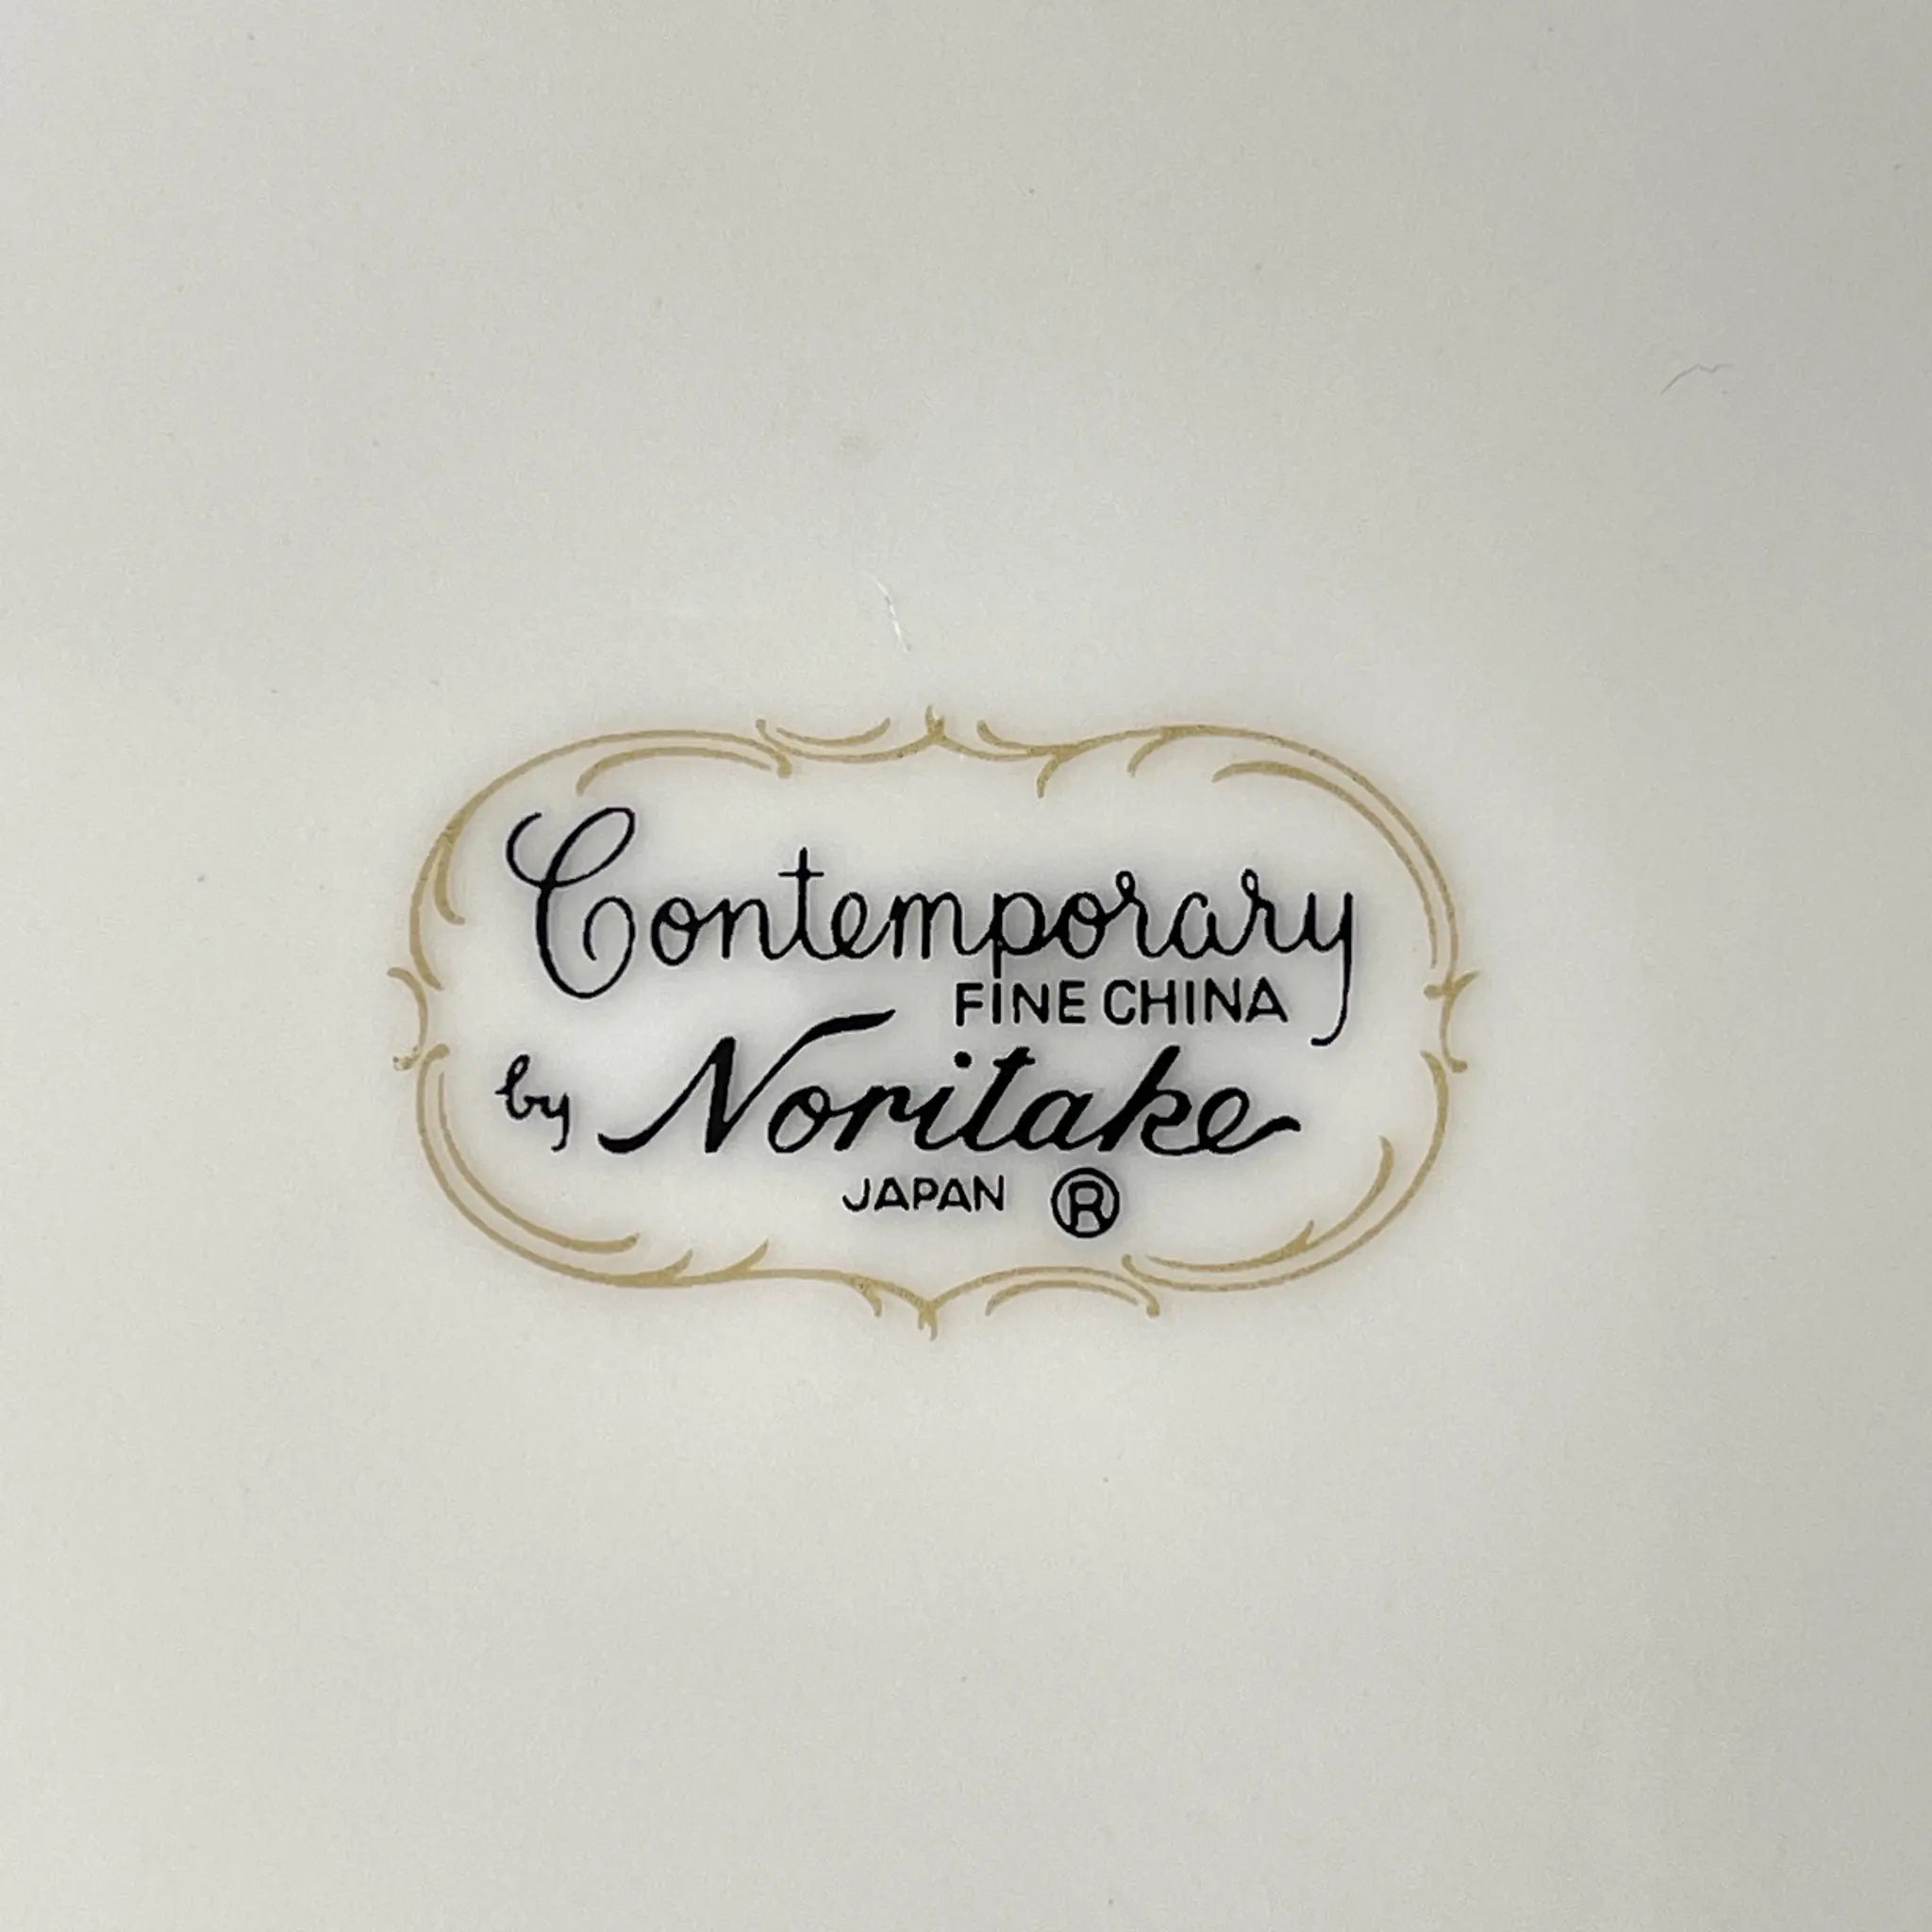 Contemporary
FINE CHINA
by Noritake
JAPAN ®